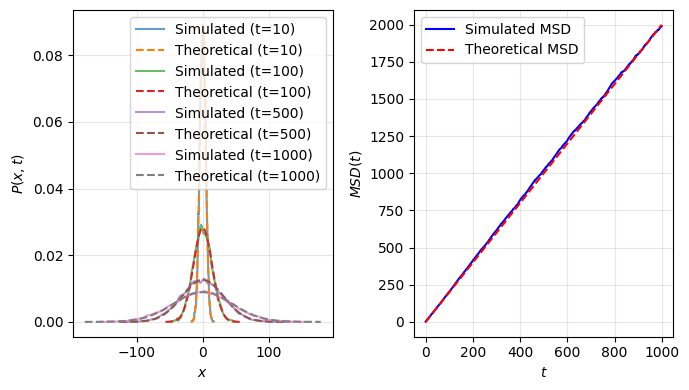 Simulated (t=10)
Theoretical (t=10)
Simulated (t=100)
Theoretical (t=100)
Simulated (t=500)
Theoretical (t=500)
Simulated (t=1000)
Theoretical (t=1000)
0.08
0.06
0.04
0.02
0.00
P(x, t)
−100
0
100
x
Simulated MSD
Theoretical MSD
2000
1750
1500
1250
1000
750
500
250
0
MSD(t)
0
200
400
600
800
1000
t